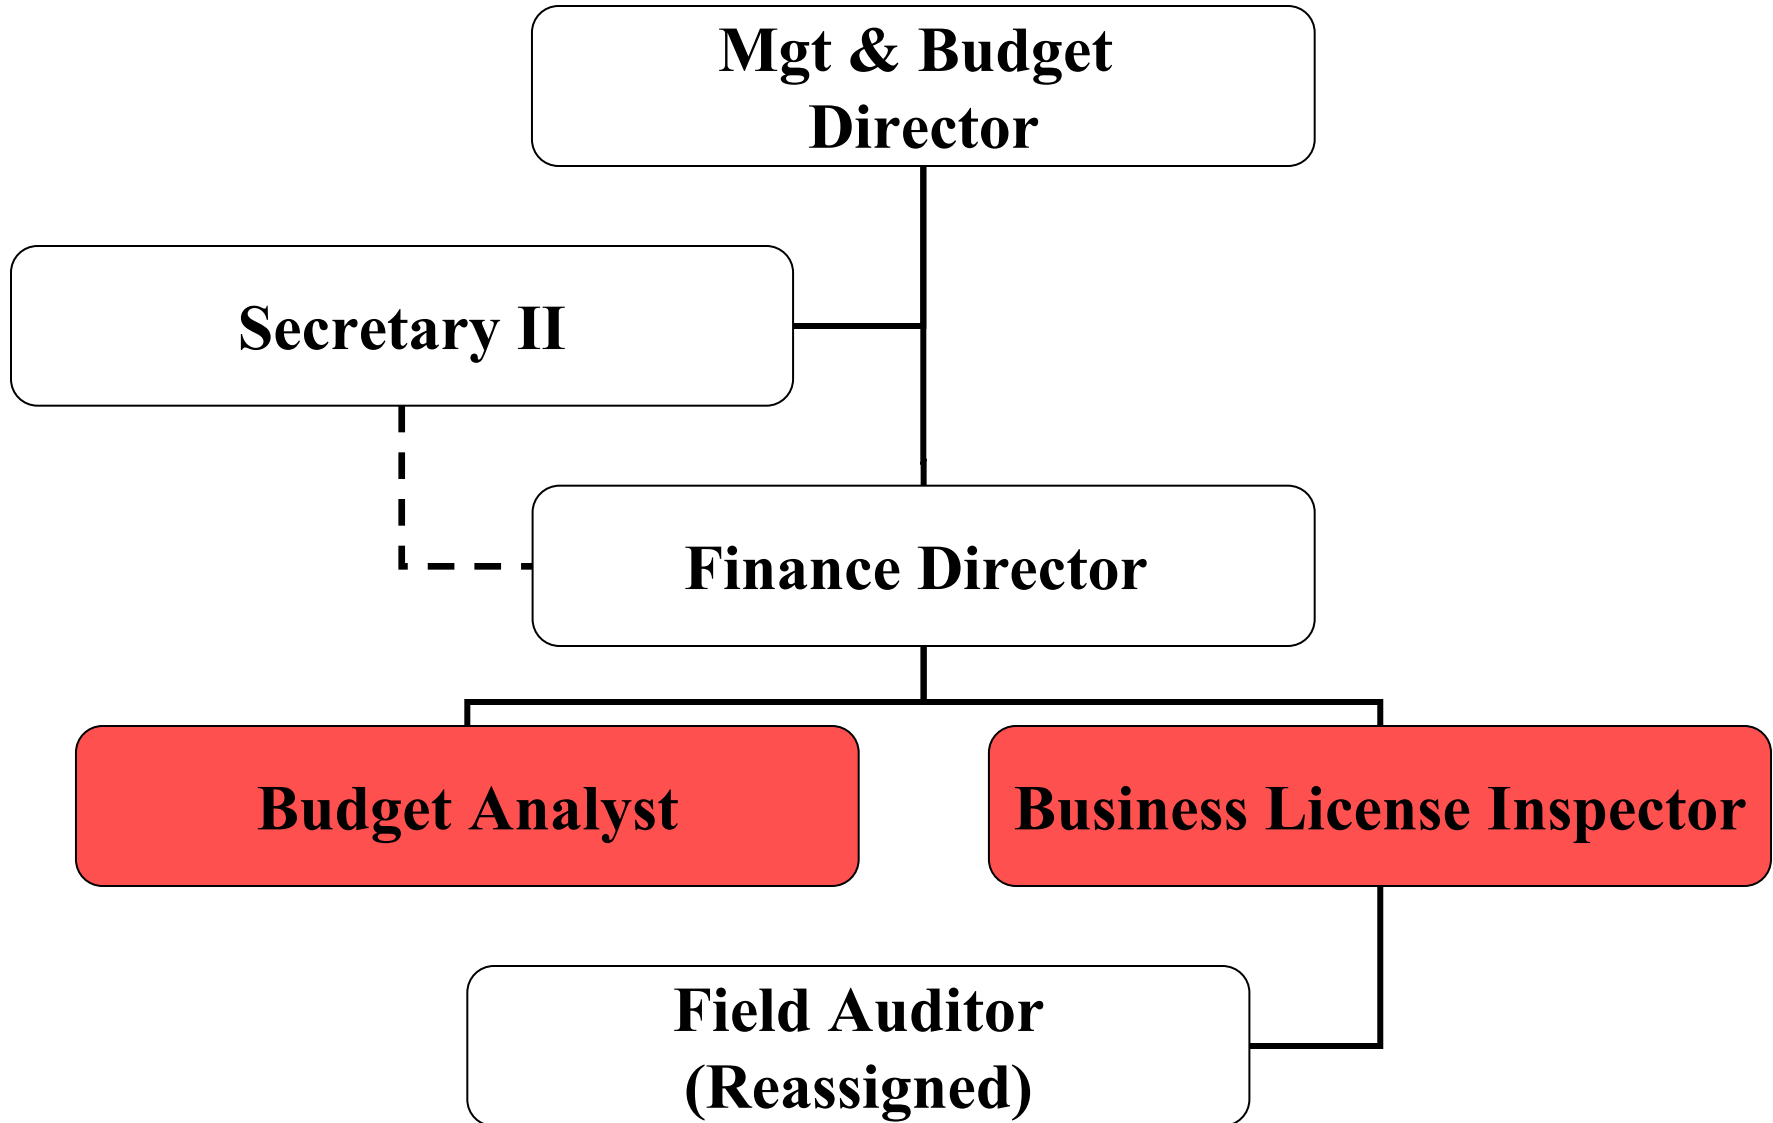 Mgt & Budget
Director
Secretary II
Finance Director
Budget Analyst
Business License Inspector
Field Auditor
(Reassigned)